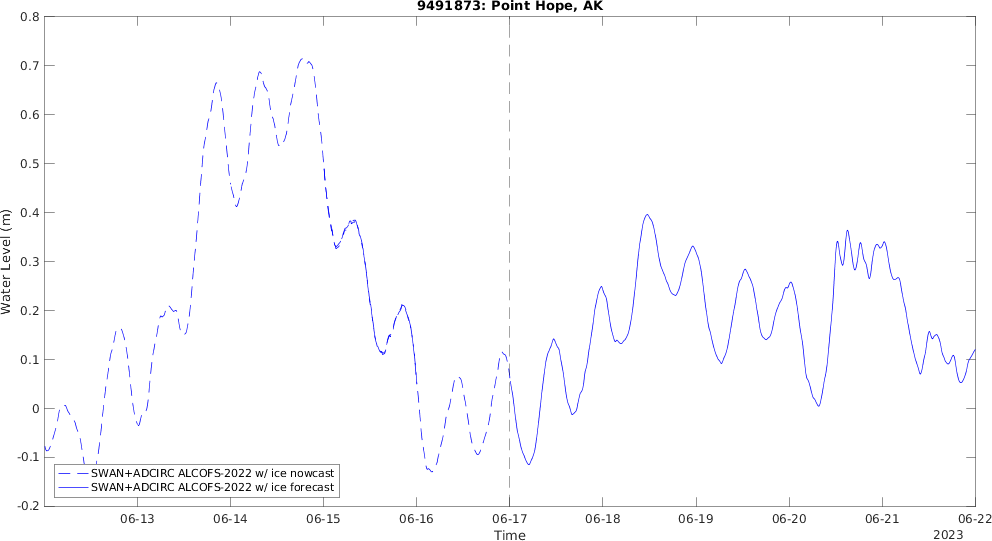 9491873: Point Hope, AK
0.8
0.7
0.6
0.5
0.4
0.3
0.2
0.1
0
-0.1
-0.2
Water Level (m)
SWAN+ADCIRC ALCOFS-2022 w/ ice nowcast
SWAN+ADCIRC ALCOFS-2022 w/ ice forecast
06-13 06-14 06-15 06-16 06-17 06-18 06-19 06-20 06-21 06-22
Time
2023